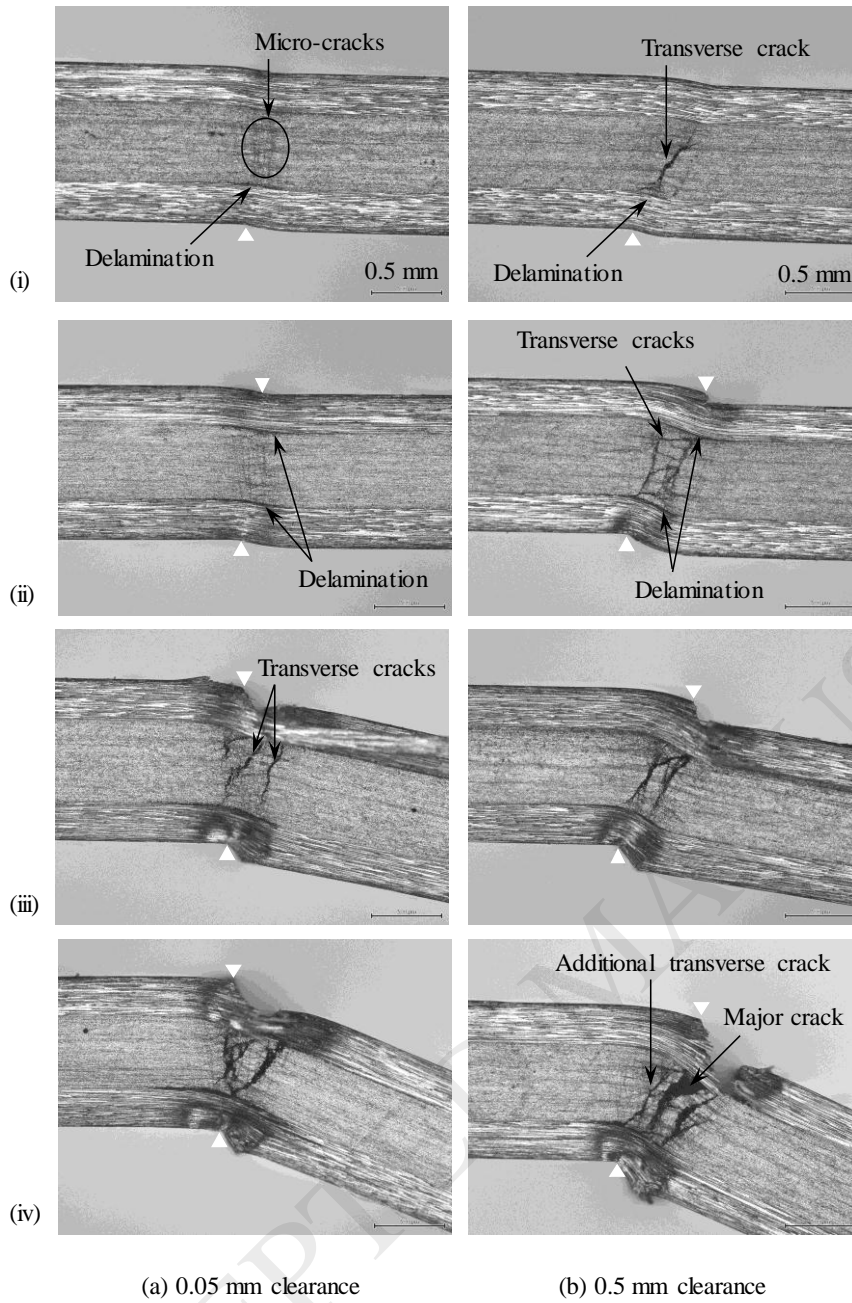 Micro-cracks
Transverse crack
Delamination
Delamination
(i)
0.5 mm
0.5 mm
Transverse cracks
Delamination
Delamination
(ii)
Transverse cracks
(iii)
Additional transverse crack
Major crack
(iv)
(a) 0.05 mm clearance
(b) 0.5 mm clearance